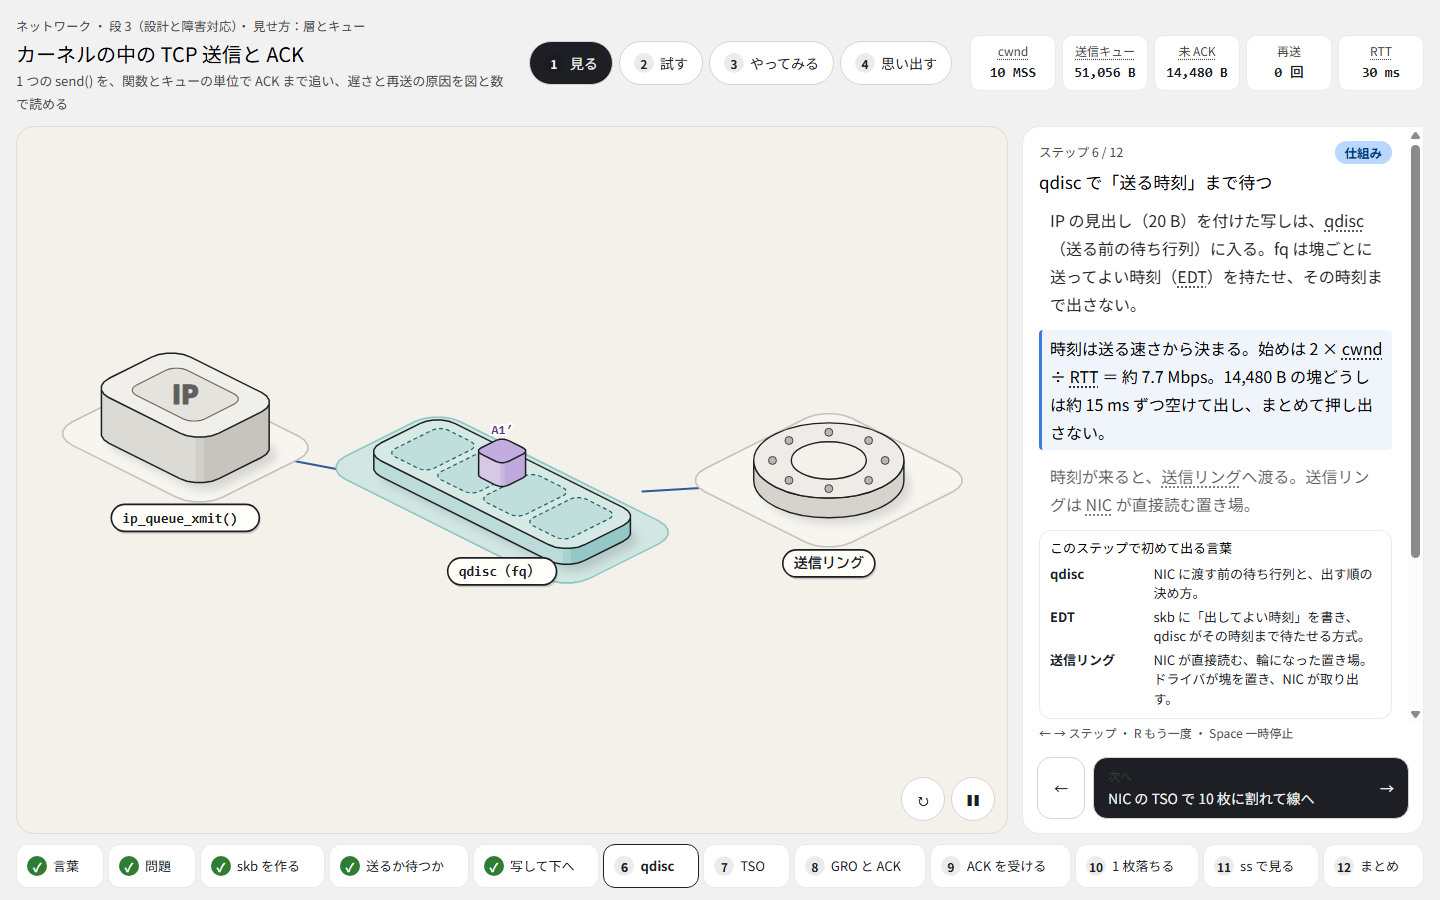 ネットワーク ・ 段 3（設計と障害対応）・ 見せ方：層とキュー
カーネルの中の TCP 送信と ACK
1 つの send() を、関数とキューの単位で ACK まで追い、遅さと再送の原因を図と数
で読める
1 見る
2 試す
3 やってみる
4 思い出す
cwnd
10 MSS
送信キュー
51,056 B
未 ACK
14,480 B
再送
0 回
RTT
30 ms
IP
ip_queue_xmit()
A1′
qdisc（fq）
送信リング
ステップ 6 / 12
仕組み
qdisc で「送る時刻」まで待つ
IP の見出し（20 B）を付けた写しは、qdisc
（送る前の待ち行列）に入る。fq は塊ごとに
送ってよい時刻（EDT）を持たせ、その時刻ま
で出さない。
時刻は送る速さから決まる。始めは 2 × cwnd
÷ RTT ＝ 約 7.7 Mbps。14,480 B の塊どうし
は約 15 ms ずつ空けて出し、まとめて押し出
さない。
時刻が来ると、送信リングへ渡る。送信リン
グは NIC が直接読む置き場。
このステップで初めて出る言葉
qdisc
NIC に渡す前の待ち行列と、出す順の
決め方。
EDT
skb に「出してよい時刻」を書き、
qdisc がその時刻まで待たせる方式。
送信リング
NIC が直接読む、輪になった置き場。
ドライバが塊を置き、NIC が取り出
す。
←→ ステップ ・ R もう一度 ・ Space 一時停止
←
次へ
NIC の TSO で 10 枚に割れて線へ
→
↻
✓ 言葉
✓ 問題
✓ skb を作る
✓ 送るか待つか
✓ 写して下へ
6 qdisc
7 TSO
8 GRO と ACK
9 ACK を受ける
10 1 枚落ちる
11 ss で見る
12 まとめ